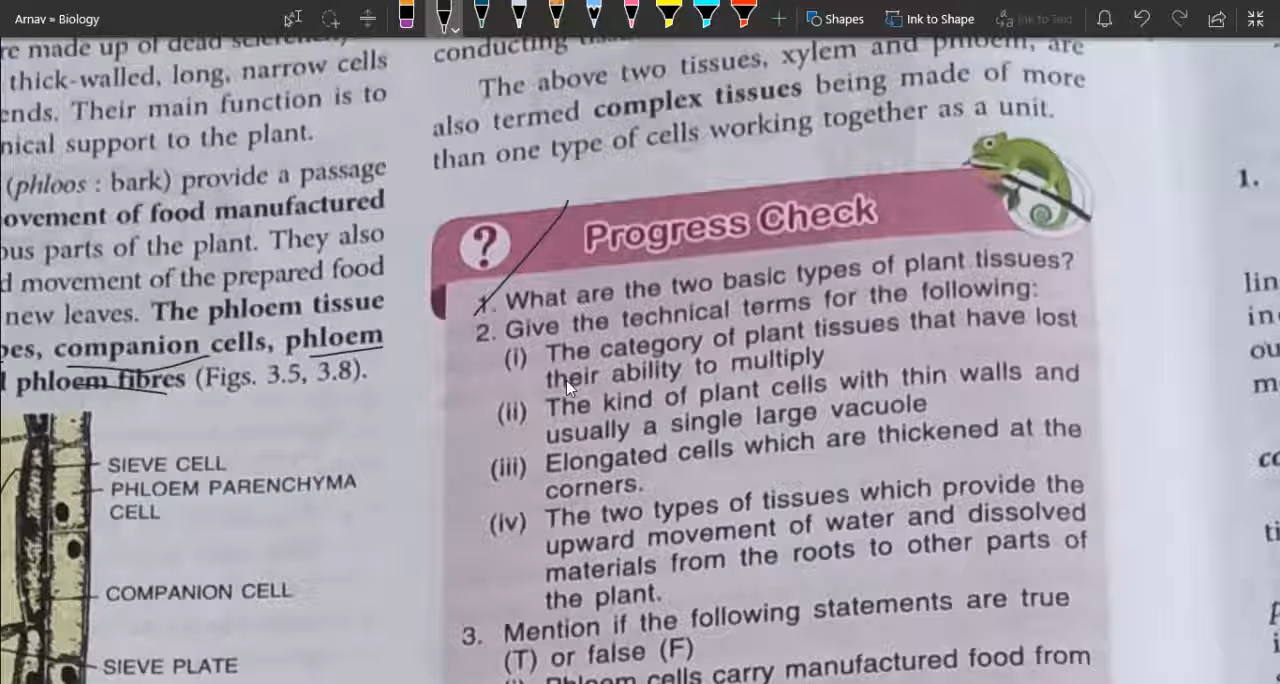 Arnav » Biology
Shapes
Ink to Shape
Ink to Text
re made up of dead
thick-walled, long, narrow cells
ends. Their main function is to
nical support to the plant.
(phloos : bark) provide a passage
ovement of food manufactured
ous parts of the plant. They also
d movement of the prepared food
new leaves. The phloem tissue
bes, companion cells, phloem
phloem fibres (Figs. 3.5, 3.8).
SIEVE CELL
PHLOEM PARENCHYMA
CELL
COMPANION CELL
SIEVE PLATE
conducting
The above two tissues, xylem and phloem, are
also termed complex tissues being made of more
than one type of cells working together as a unit.
? Progress Check
1. What are the two basic types of plant tissues?
2. Give the technical terms for the following:
(i) The category of plant tissues that have lost
their ability to multiply
(ii) The kind of plant cells with thin walls and
usually a single large vacuole
(iii) Elongated cells which are thickened at the
corners.
(iv) The two types of tissues which provide the
upward movement of water and dissolved
materials from the roots to other parts of
the plant.
3. Mention if the following statements are true
(T) or false (F)
Phloem cells carry manufactured food from
1.
lin
in
ou
m